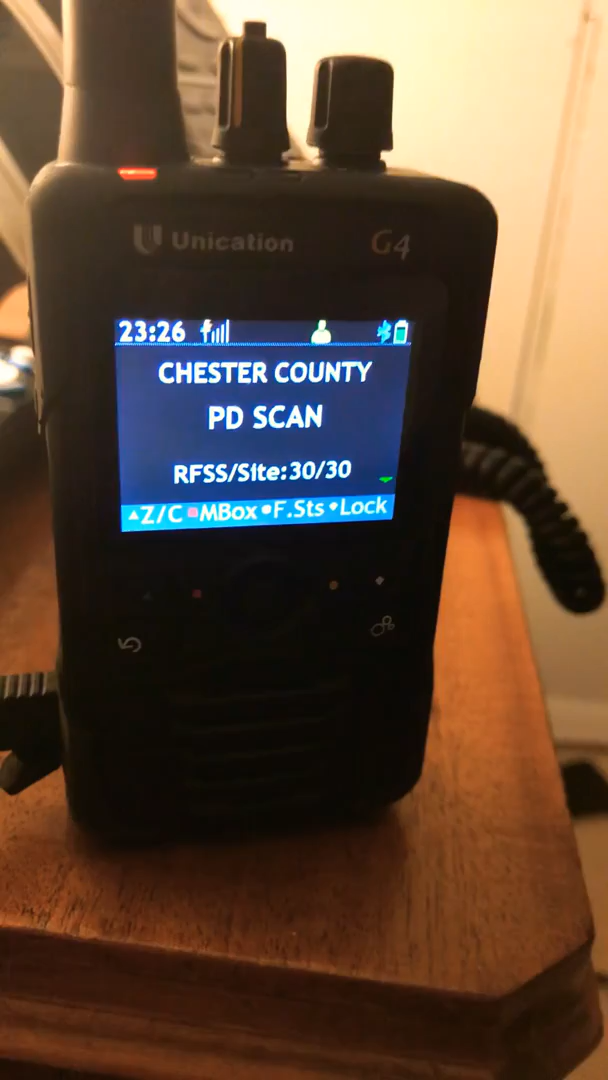 Unication G4
23:26
CHESTER COUNTY
PD SCAN
RFSS/Site:30/30
Z/C MBox F.Sts Lock